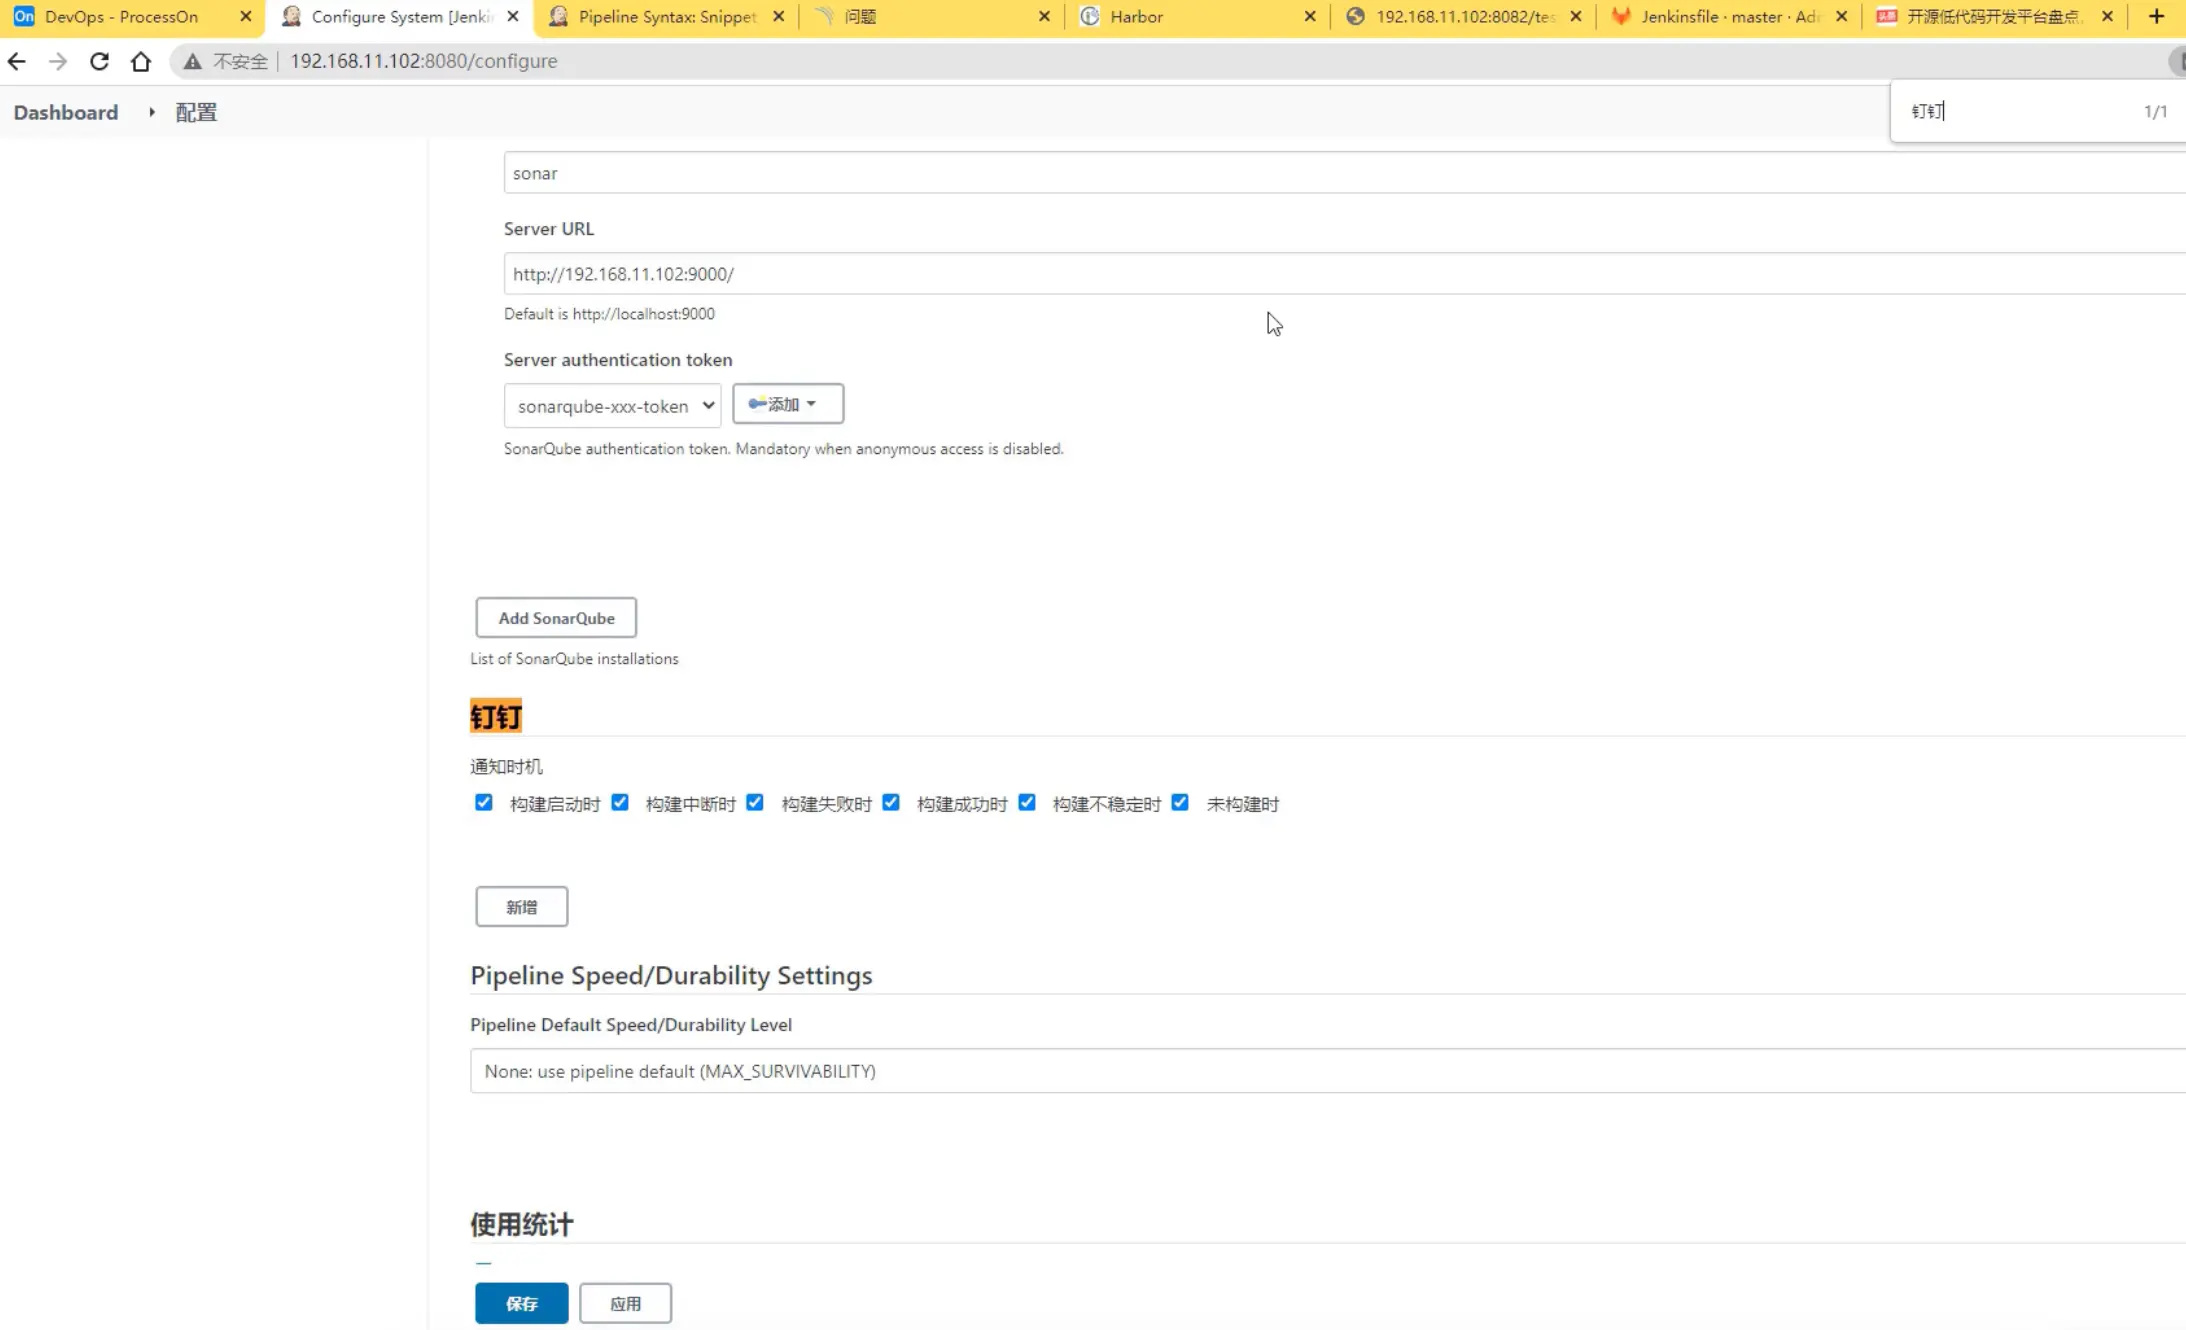 On DevOps - ProcessOn
Configure System [Jenki
Pipeline Syntax: Snippet
问题
Harbor
192.168.11.102:8082/tes
Jenkinsfile · master · Ad
开源低代码开发平台盘点
不安全 192.168.11.102:8080/configure
Dashboard 配置
钉钉 1/1
sonar
Server URL
http://192.168.11.102:9000/
Default is http://localhost:9000
Server authentication token
sonarqube-xxx-token 添加
SonarQube authentication token. Mandatory when anonymous access is disabled.
Add SonarQube
List of SonarQube installations
钉钉
通知时机
构建启动时 构建中断时 构建失败时 构建成功时 构建不稳定时 未构建时
新增
Pipeline Speed/Durability Settings
Pipeline Default Speed/Durability Level
None: use pipeline default (MAX_SURVIVABILITY)
使用统计
保存 应用